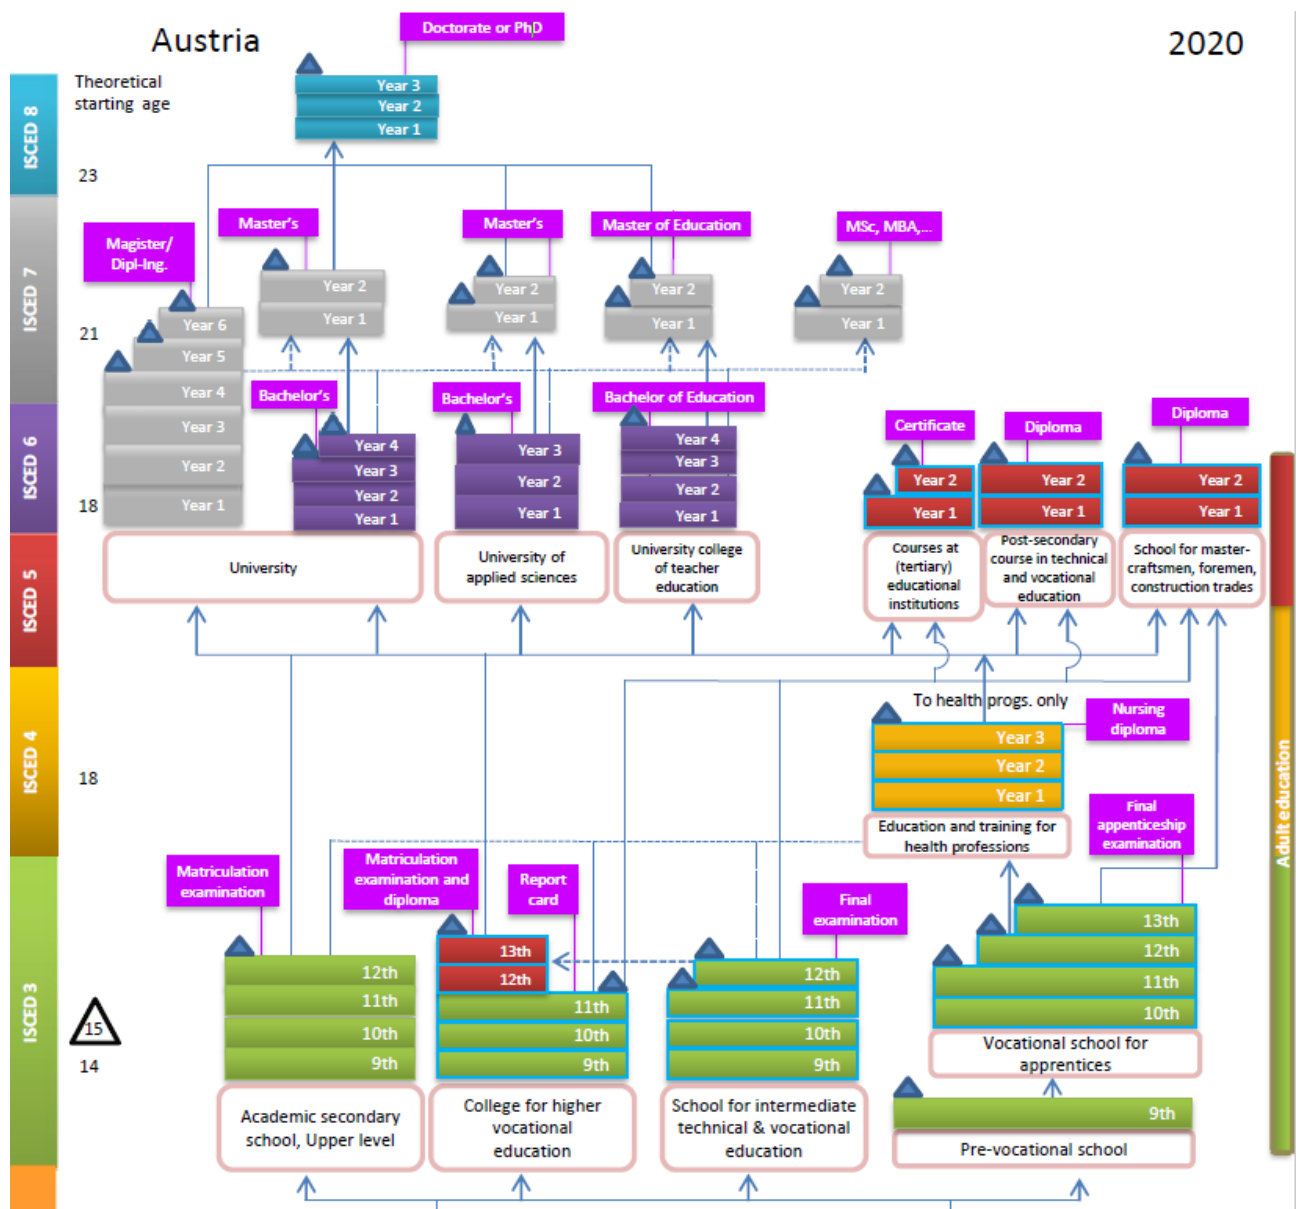 Austria
2020
Doctorate or PhD
Theoretical
starting age
ISCED 8
Year 3
Year 2
Year 1
23
ISCED 7
Magister/
Dipl-Ing.
Master's
Master's
Master of Education
MSc, MBA,...
Year 2
Year 1
Year 2
Year 1
Year 2
Year 1
Year 2
Year 1
21
Year 6
Year 5
Year 4
Year 3
Year 2
Year 1
Bachelor's
Bachelor's
Bachelor of Education
ISCED 6
Year 4
Year 3
Year 2
Year 1
Year 3
Year 2
Year 1
Year 4
Year 3
Year 2
Year 1
Certificate
Diploma
Diploma
Year 2
Year 1
Year 2
Year 1
Year 2
Year 1
18
University
University of
applied sciences
University college
of teacher
education
Courses at
(tertiary)
educational
institutions
Post-secondary
course in technical
and vocational
education
School for master-
craftsmen, foremen,
construction trades
ISCED 5
ISCED 4
To health progs. only
Nursing
diploma
Year 3
Year 2
Year 1
18
Education and training for
health professions
Final
appenticeship
examination
Adult education
Matriculation
examination
Matriculation
examination and
diploma
Report
card
Final
examination
ISCED 3
12th
11th
10th
9th
13th
12th
11th
10th
9th
12th
11th
10th
9th
13th
12th
11th
10th
15
14
Vocational school for
apprentices
9th
Pre-vocational school
Academic secondary
school, Upper level
College for higher
vocational
education
School for intermediate
technical & vocational
education